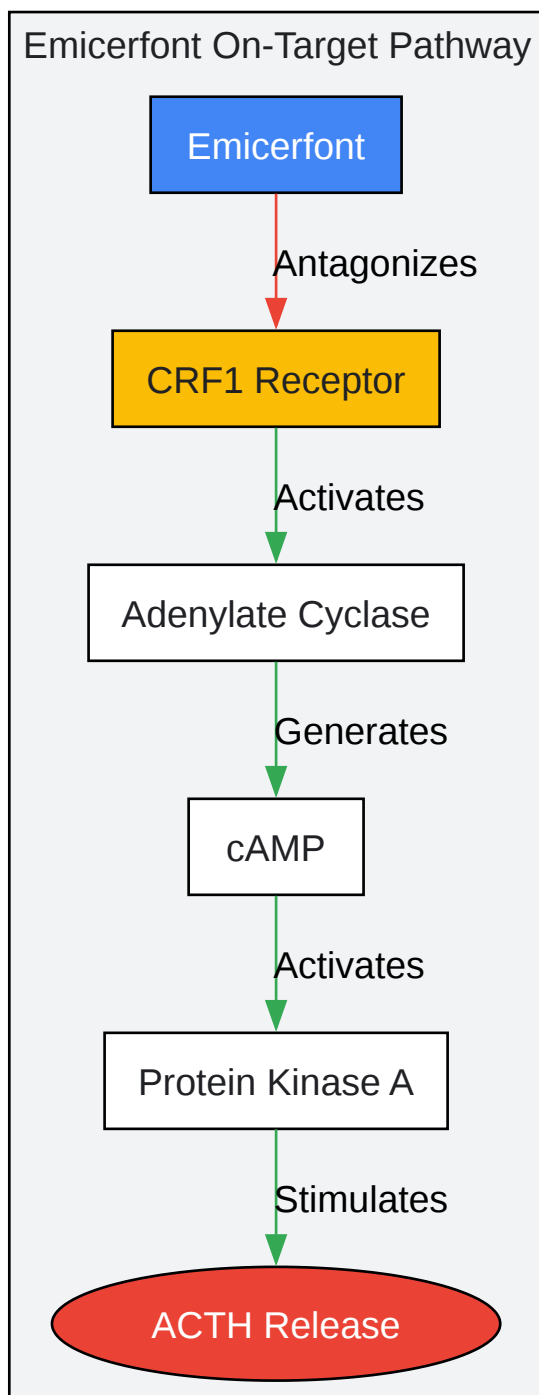 Emicerfont On-Target Pathway
Emicerfont
Antagonizes
CRF1 Receptor
Activates
Adenylate Cyclase
Generates
cAMP
Activates
Protein Kinase A
Stimulates
ACTH Release